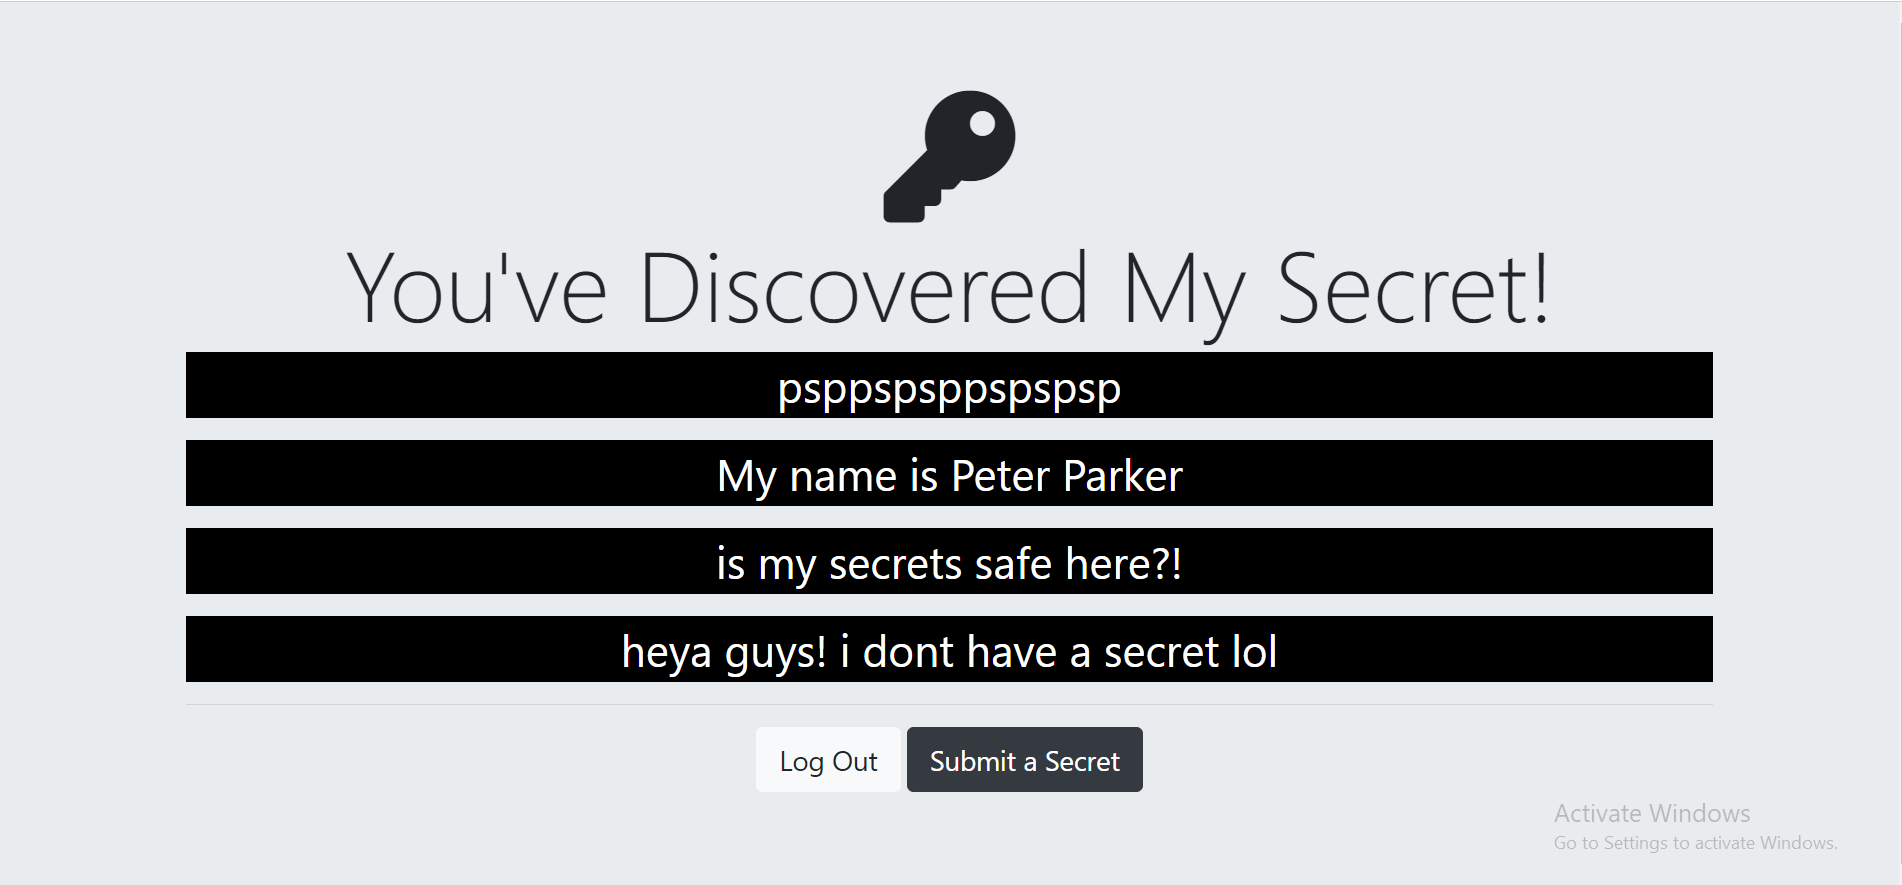 You've Discovered My Secret!
psppspsppspspsp
My name is Peter Parker
is my secrets safe here?!
heya guys! i dont have a secret lol
Log Out Submit a Secret
Activate Windows
Go to Settings to activate Windows.